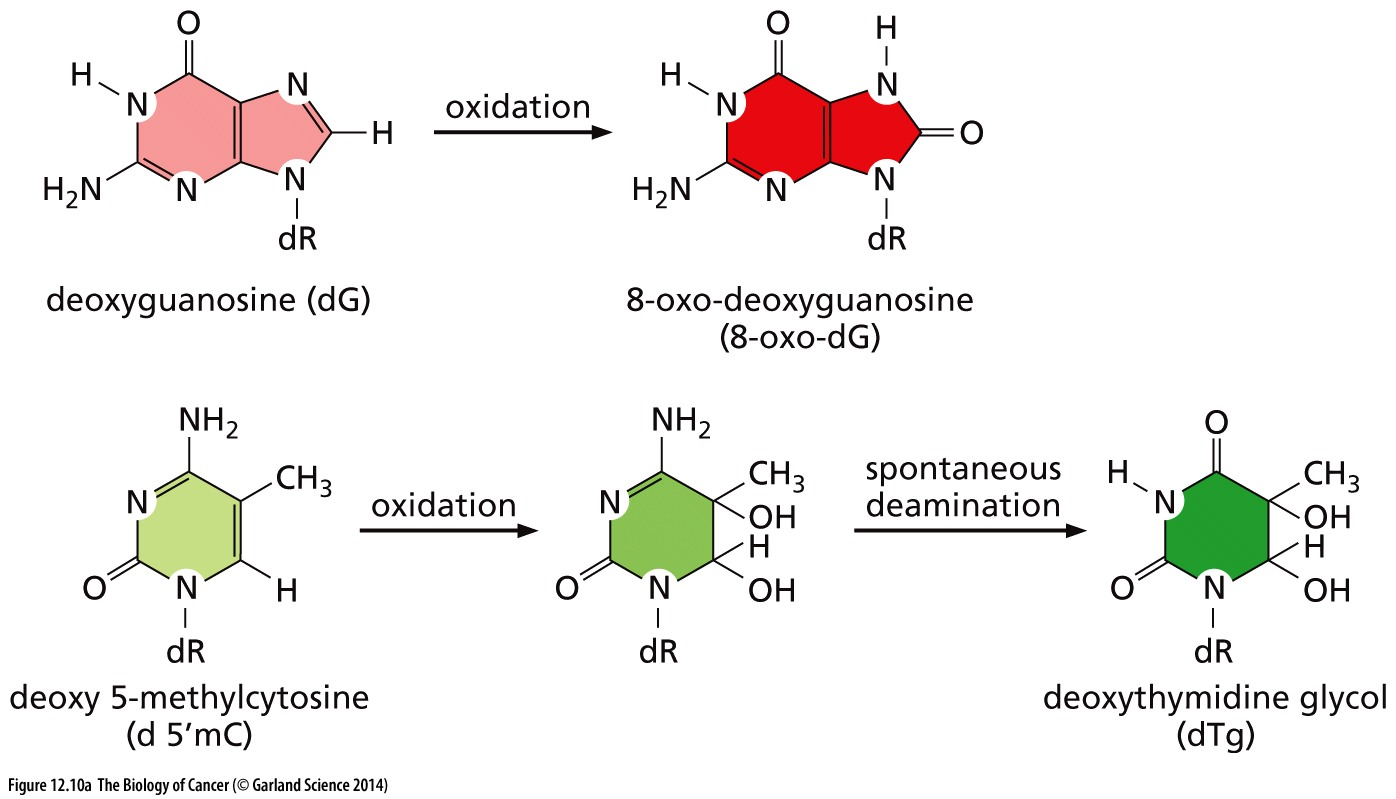 O
H
N
N
H
H₂N
N
N
dR
deoxyguanosine (dG)
oxidation
O
H
H
N
N
O
H₂N
N
N
dR
8-oxo-deoxyguanosine
(8-oxo-dG)
NH₂
CH₃
N
O
N
H
dR
deoxy 5-methylcytosine
(d 5’mC)
oxidation
NH₂
CH₃
N
OH
H
O
N
OH
dR
spontaneous
deamination
O
H
CH₃
N
OH
H
O
N
OH
dR
deoxythymidine glycol
(dTg)
Figure 12.10a The Biology of Cancer (© Garland Science 2014)